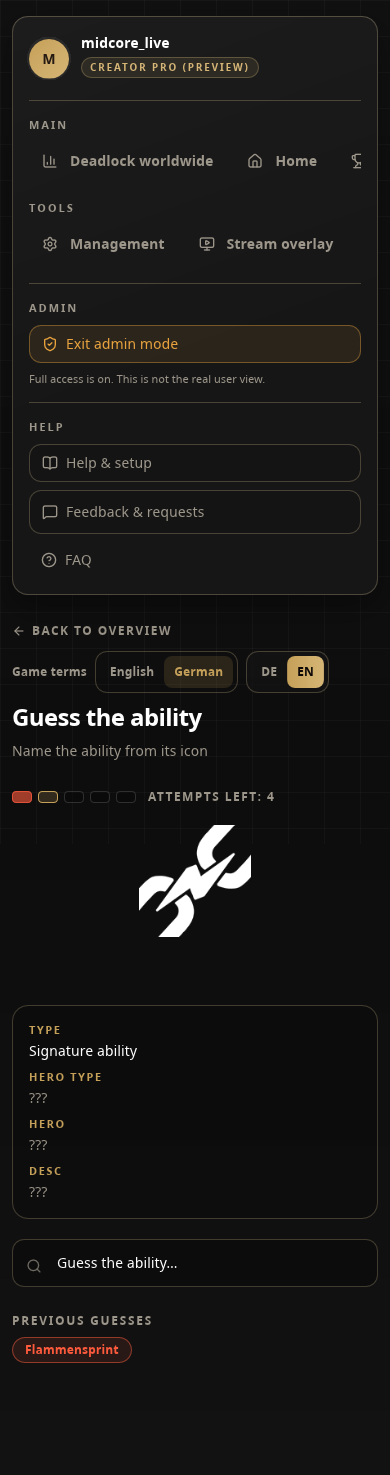 M
midcore_live
CREATOR PRO (PREVIEW)
MAIN
Deadlock worldwide Home
TOOLS
Management Stream overlay
ADMIN
Exit admin mode
Full access is on. This is not the real user view.
HELP
Help & setup
Feedback & requests
FAQ
BACK TO OVERVIEW
Game terms English German DE EN
Guess the ability
Name the ability from its icon
ATTEMPTS LEFT: 4
TYPE
Signature ability
HERO TYPE
???
HERO
???
DESC
???
Guess the ability…
PREVIOUS GUESSES
Flammensprint